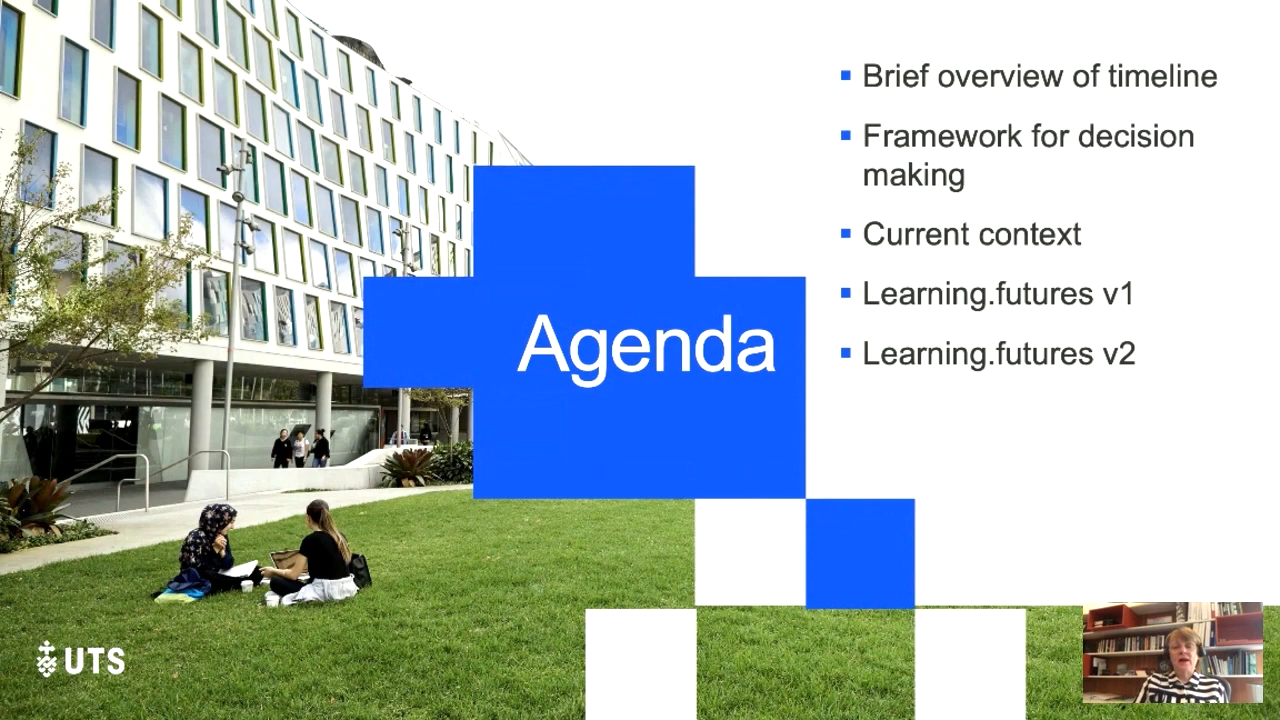 Brief overview of timeline
Framework for decision
making
Current context
Learning.futures v1
Learning.futures v2
Agenda
UTS